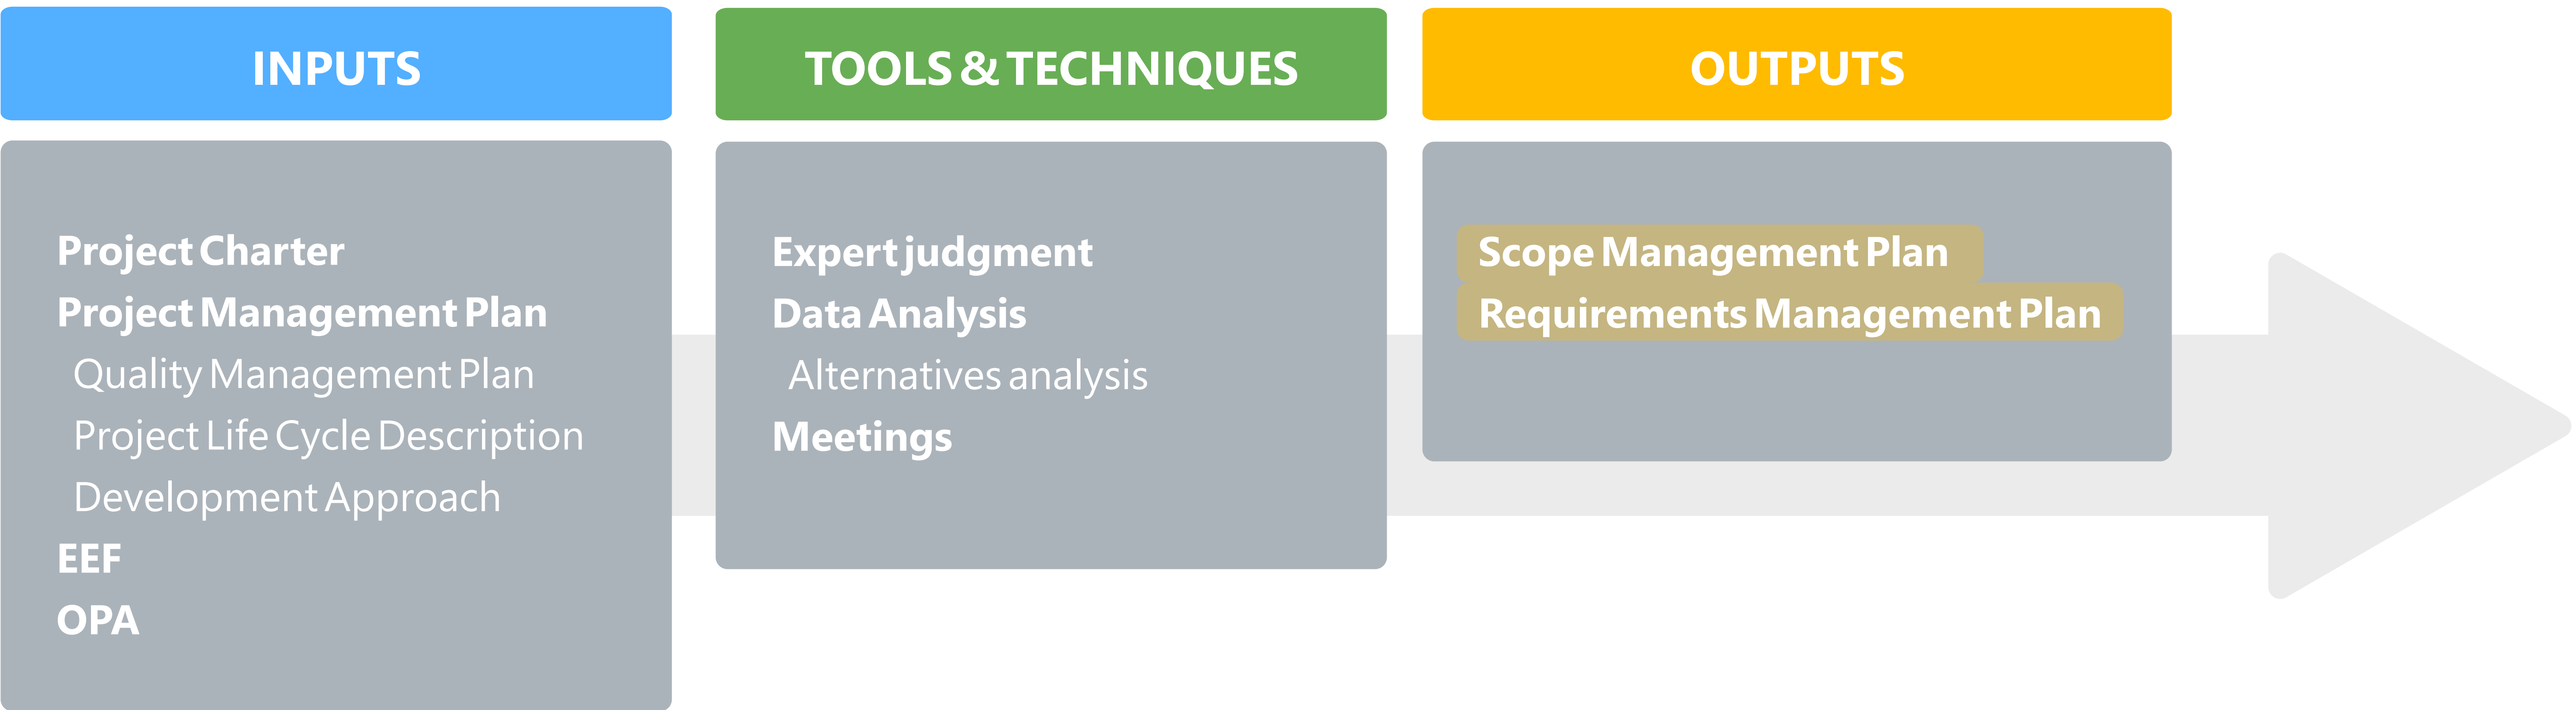 INPUTS
Project Charter
Project Management Plan
Quality Management Plan
Project Life Cycle Description
Development Approach
EEF
OPA
TOOLS & TECHNIQUES
Expert judgment
Data Analysis
Alternatives analysis
Meetings
OUTPUTS
Scope Management Plan
Requirements Management Plan